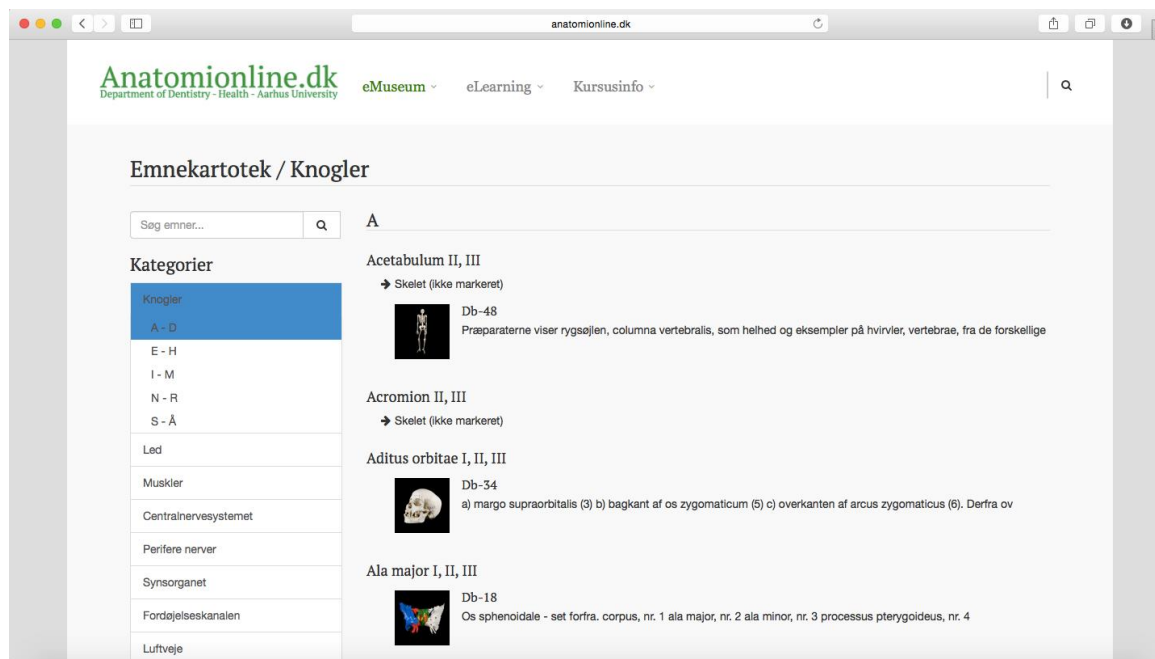 anatomionline.dk
Anatomionline.dk
Department of Dentistry - Health - Aarhus University
eMuseum
eLearning
Kursusinfo
Emnekartotek / Knogler
Søg emner...
Kategorier
Knogler
A - D
E - H
I - M
N - R
S - Å
Led
Muskler
Centralnervesystemet
Perifere nerver
Synsorganet
Fordøjelseskanalen
Luftveje
A
Acetabulum II, III
Skelet (ikke markeret)
Db-48
Præparaterne viser rygsøjlen, columna vertebralis, som helhed og eksempler på hvirvler, vertebrae, fra de forskellige
Acromion II, III
Skelet (ikke markeret)
Aditus orbitae I, II, III
Db-34
a) margo supraorbitalis (3) b) bagkant af os zygomaticum (5) c) overkanten af arcus zygomaticus (6). Derfra ov
Ala major I, II, III
Db-18
Os sphenoidale - set forfra. corpus, nr. 1 ala major, nr. 2 ala minor, nr. 3 processus pterygoideus, nr. 4